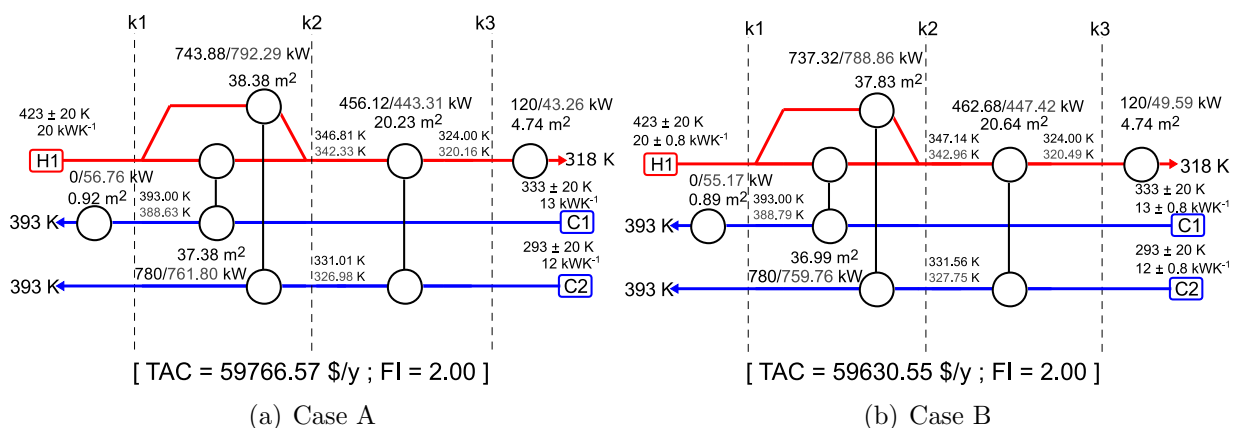 k1 k2 k3
743.88/792.29 kW
38.38 m²
456.12/443.31 kW
20.23 m²
120/43.26 kW
4.74 m²
423 ± 20 K
20 kWK⁻¹
346.81 K
342.33 K
324.00 K
320.16 K
H1
318 K
0/56.76 kW
0.92 m²
393.00 K
388.63 K
333 ± 20 K
13 kWK⁻¹
393 K
C1
37.38 m²
780/761.80 kW
331.01 K
326.98 K
293 ± 20 K
12 kWK⁻¹
393 K
C2
[ TAC = 59766.57 $/y ; FI = 2.00 ]
(a) Case A
k1 k2 k3
737.32/788.86 kW
37.83 m²
462.68/447.42 kW
20.64 m²
120/49.59 kW
4.74 m²
423 ± 20 K
20 ± 0.8 kWK⁻¹
347.14 K
342.96 K
324.00 K
320.49 K
H1
318 K
0/55.17 kW
0.89 m²
393.00 K
388.79 K
333 ± 20 K
13 ± 0.8 kWK⁻¹
393 K
C1
36.99 m²
780/759.76 kW
331.56 K
327.75 K
293 ± 20 K
12 ± 0.8 kWK⁻¹
393 K
C2
[ TAC = 59630.55 $/y ; FI = 2.00 ]
(b) Case B